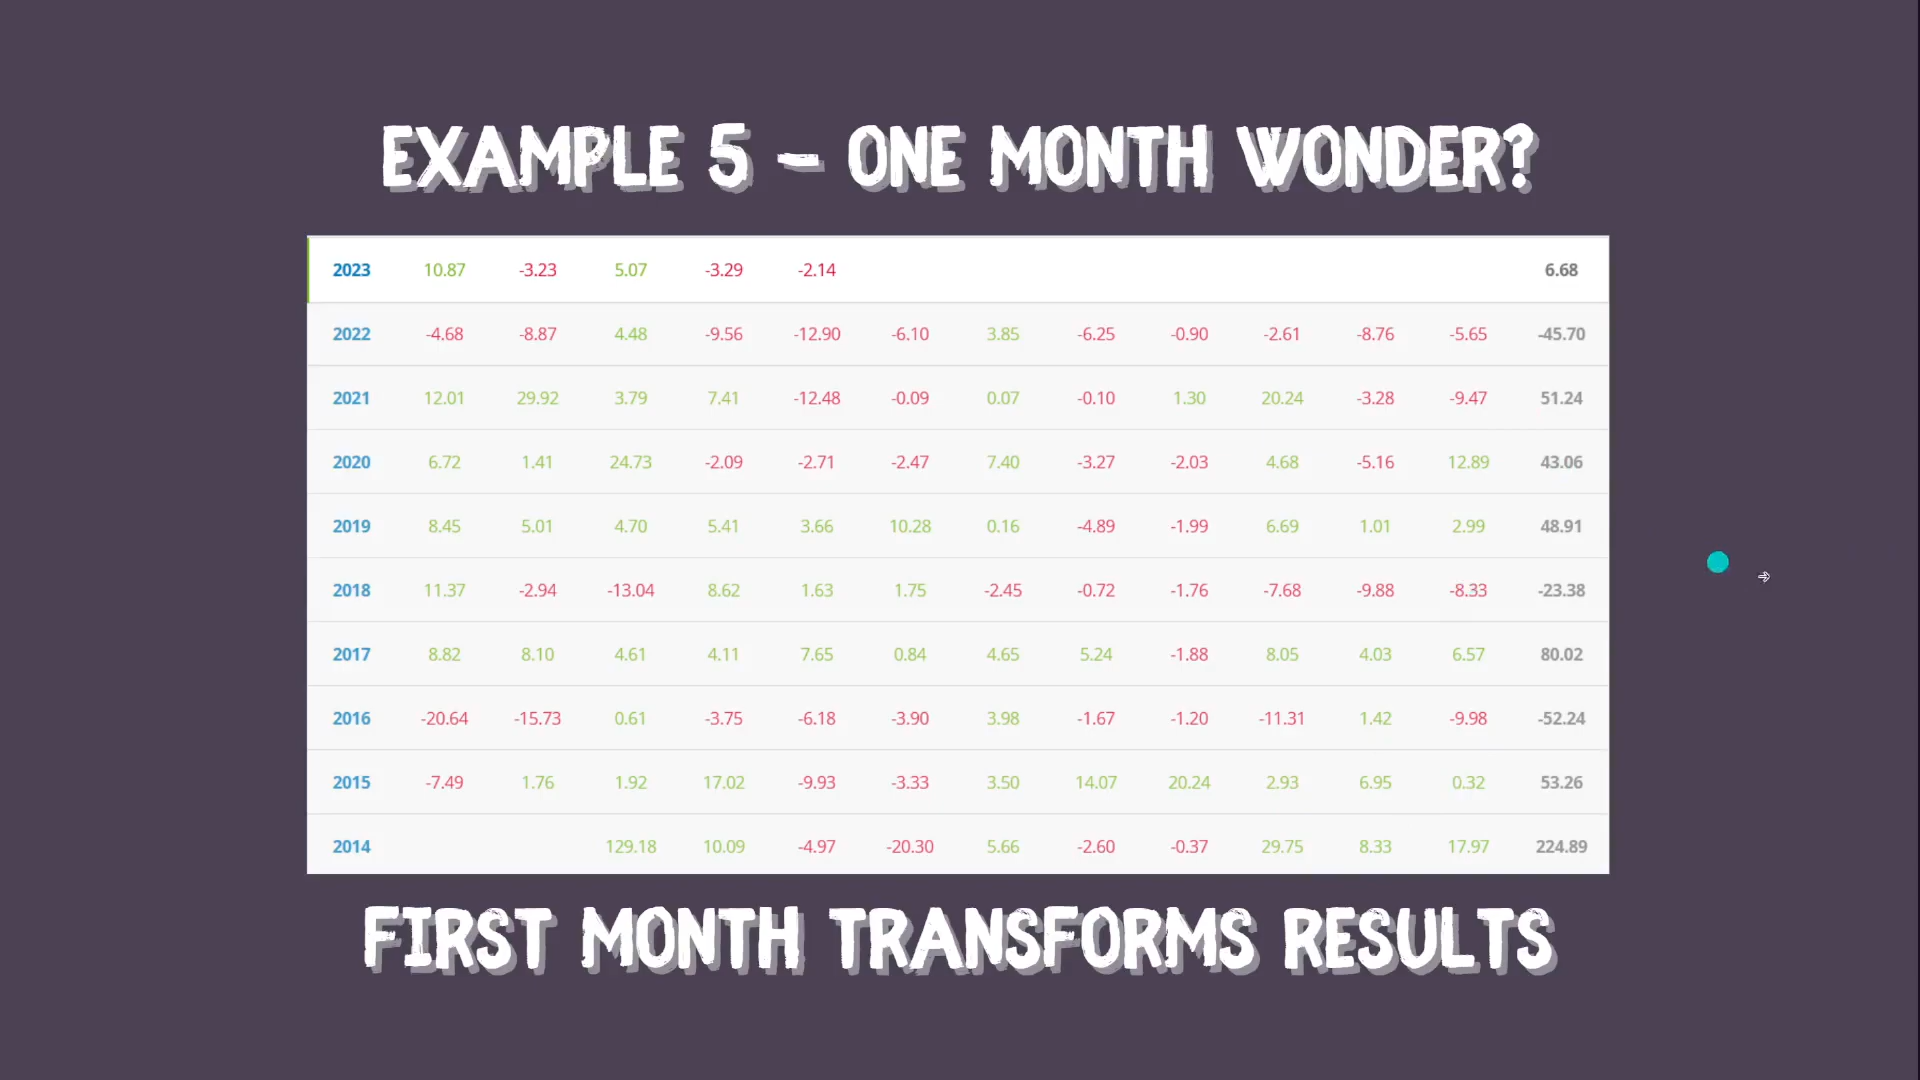 EXAMPLE 5 - ONE MONTH WONDER?
2023 10.87 -3.23 5.07 -3.29 -2.14 6.68
2022 -4.68 -8.87 4.48 -9.56 -12.90 -6.10 3.85 -6.25 -0.90 -2.61 -8.76 -5.65 -45.70
2021 12.01 29.92 3.79 7.41 -12.48 -0.09 0.07 -0.10 1.30 20.24 -3.28 -9.47 51.24
2020 6.72 1.41 24.73 -2.09 -2.71 -2.47 7.40 -3.27 -2.03 4.68 -5.16 12.89 43.06
2019 8.45 5.01 4.70 5.41 3.66 10.28 0.16 -4.89 -1.99 6.69 1.01 2.99 48.91
2018 11.37 -2.94 -13.04 8.62 1.63 1.75 -2.45 -0.72 -1.76 -7.68 -9.88 -8.33 -23.38
2017 8.82 8.10 4.61 4.11 7.65 0.84 4.65 5.24 -1.88 8.05 4.03 6.57 80.02
2016 -20.64 -15.73 0.61 -3.75 -6.18 -3.90 3.98 -1.67 -1.20 -11.31 1.42 -9.98 -52.24
2015 -7.49 1.76 1.92 17.02 -9.93 -3.33 3.50 14.07 20.24 2.93 6.95 0.32 53.26
2014 129.18 10.09 -4.97 -20.30 5.66 -2.60 -0.37 29.75 8.33 17.97 224.89
FIRST MONTH TRANSFORMS RESULTS